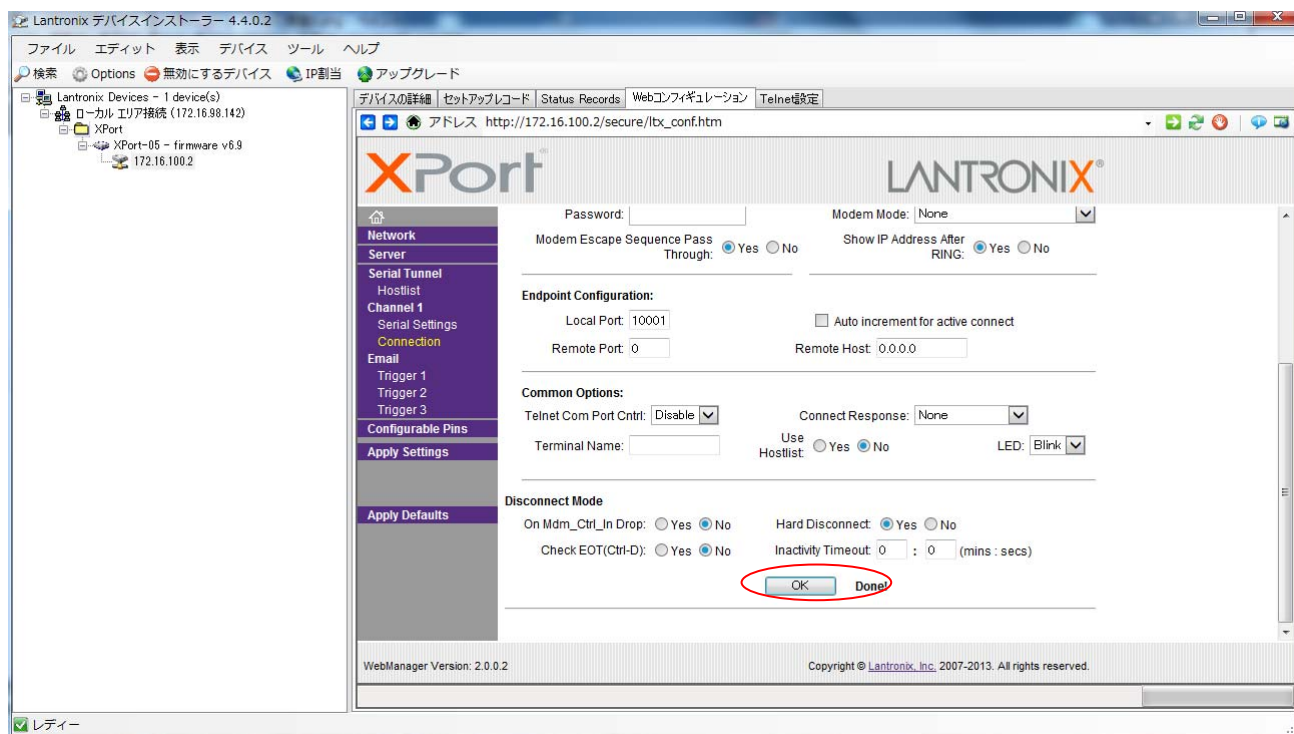 Lantronix デバイスインストーラー 4.4.0.2
ファイル エディット 表示 デバイス ツール ヘルプ
検索 Options 無効にするデバイス IP割当 アップグレード
Lantronix Devices - 1 device(s)
ローカル エリア接続 (172.16.98.142)
XPort
XPort-05 - firmware v6.9
172.16.100.2
デバイスの詳細 セットアップレコード Status Records Webコンフィギュレーション Telnet設定
アドレス http://172.16.100.2/secure/ltx_conf.htm
XPort® LANTRONIX®
Network
Server
Serial Tunnel
Hostlist
Channel 1
Serial Settings
Connection
Email
Trigger 1
Trigger 2
Trigger 3
Configurable Pins
Apply Settings
Apply Defaults
Password: Modem Mode: None
Modem Escape Sequence Pass Through: Yes No Show IP Address After RING: Yes No
Endpoint Configuration:
Local Port: 10001 Auto increment for active connect
Remote Port: 0 Remote Host: 0.0.0.0
Common Options:
Telnet Com Port Cntrl: Disable Connect Response: None
Terminal Name: Use Hostlist: Yes No LED: Blink
Disconnect Mode
On Mdm_Ctrl_In Drop: Yes No Hard Disconnect: Yes No
Check EOT(Ctrl-D): Yes No Inactivity Timeout: 0 : 0 (mins : secs)
OK Done!
WebManager Version: 2.0.0.2 Copyright © Lantronix, Inc. 2007-2013. All rights reserved.
レディー